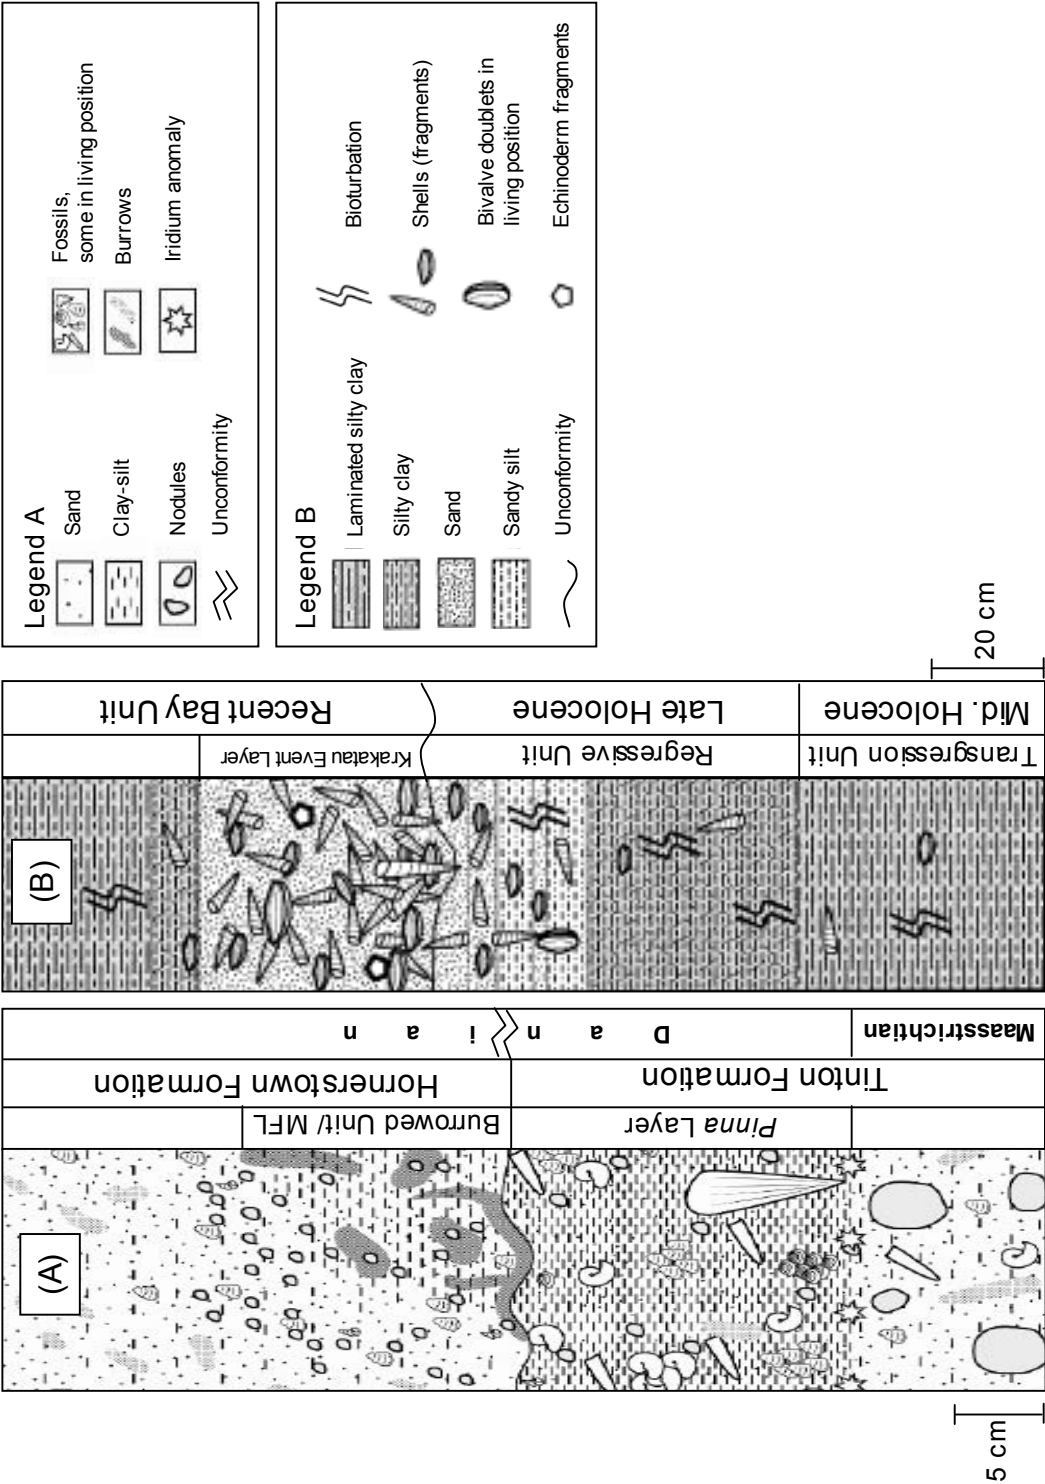 Legend A
Sand
Clay-silt
Nodules
Unconformity
Fossils,
some in living position
Burrows
Iridium anomaly
Legend B
Laminated silty clay
Silty clay
Sand
Sandy silt
Unconformity
Bioturbation
Shells (fragments)
Bivalve doublets in
living position
Echinoderm fragments
(B)
Recent Bay Unit
Late Holocene
Mid. Holocene
Krakatau Event Layer
Regressive Unit
Transgression Unit
20 cm
(A)
Danian
Maastrichtian
Hornerstown Formation
Tinton Formation
Burrowed Unit/ MFL
Pinna Layer
5 cm